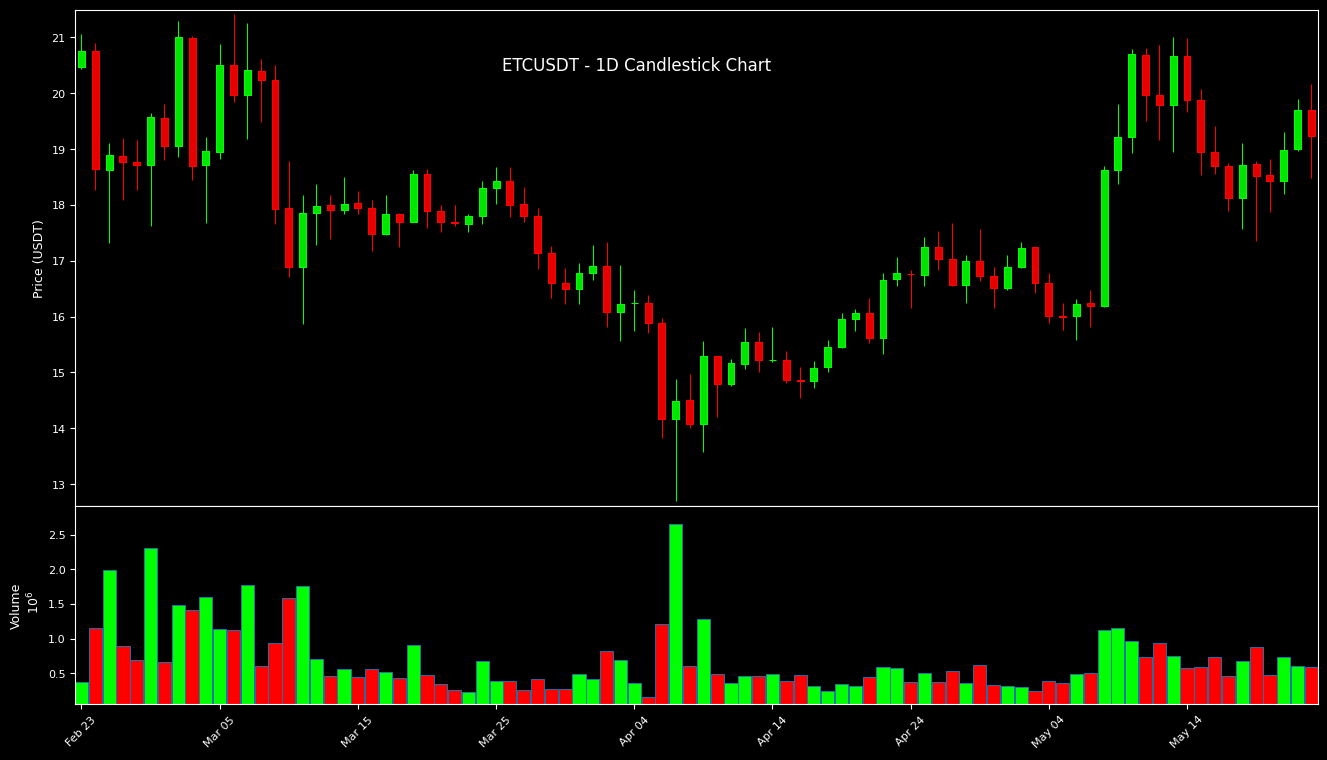 ETCUSDT - 1D Candlestick Chart
Price (USDT)
21
20
19
18
17
16
15
14
13
Volume
10^6
2.5
2.0
1.5
1.0
0.5
Feb 23
Mar 05
Mar 15
Mar 25
Apr 04
Apr 14
Apr 24
May 04
May 14